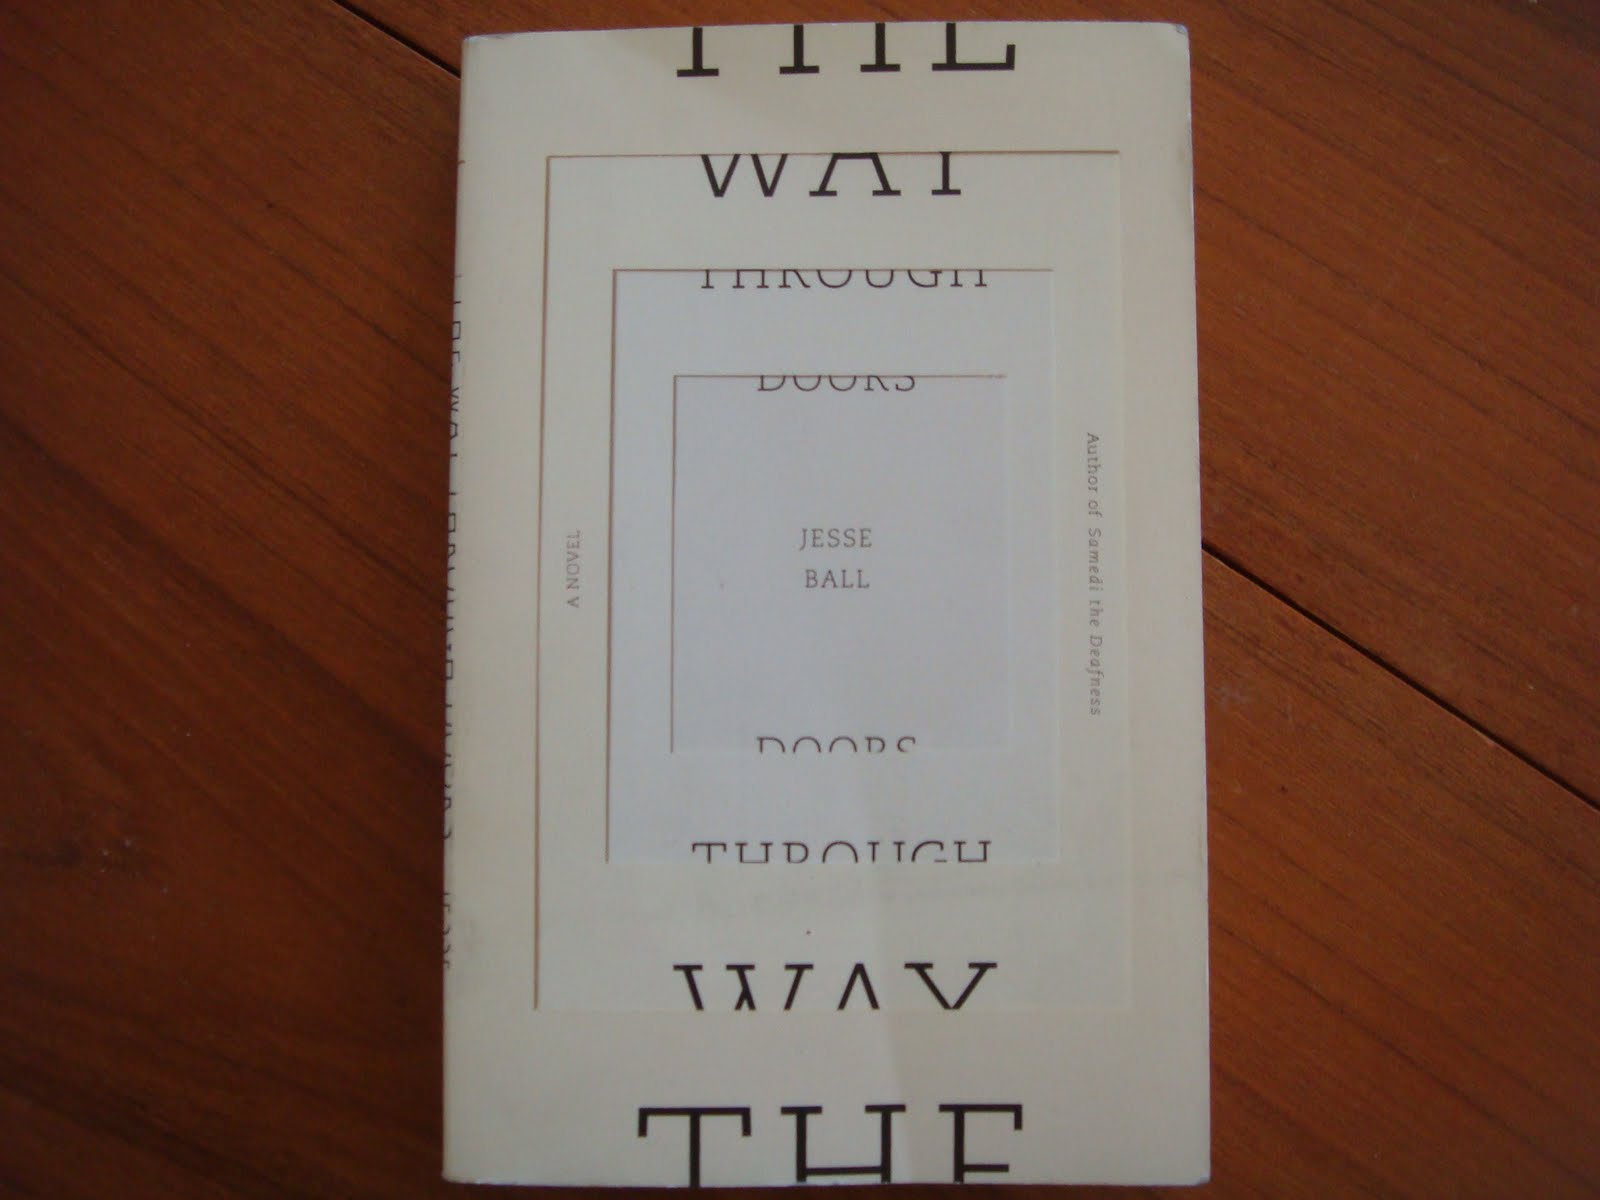 THE
WAY
THROUGH
DOORS
JESSE
BALL
A NOVEL
Author of Samedi the Deafness
DOORS
THROUGH
WAY
THE